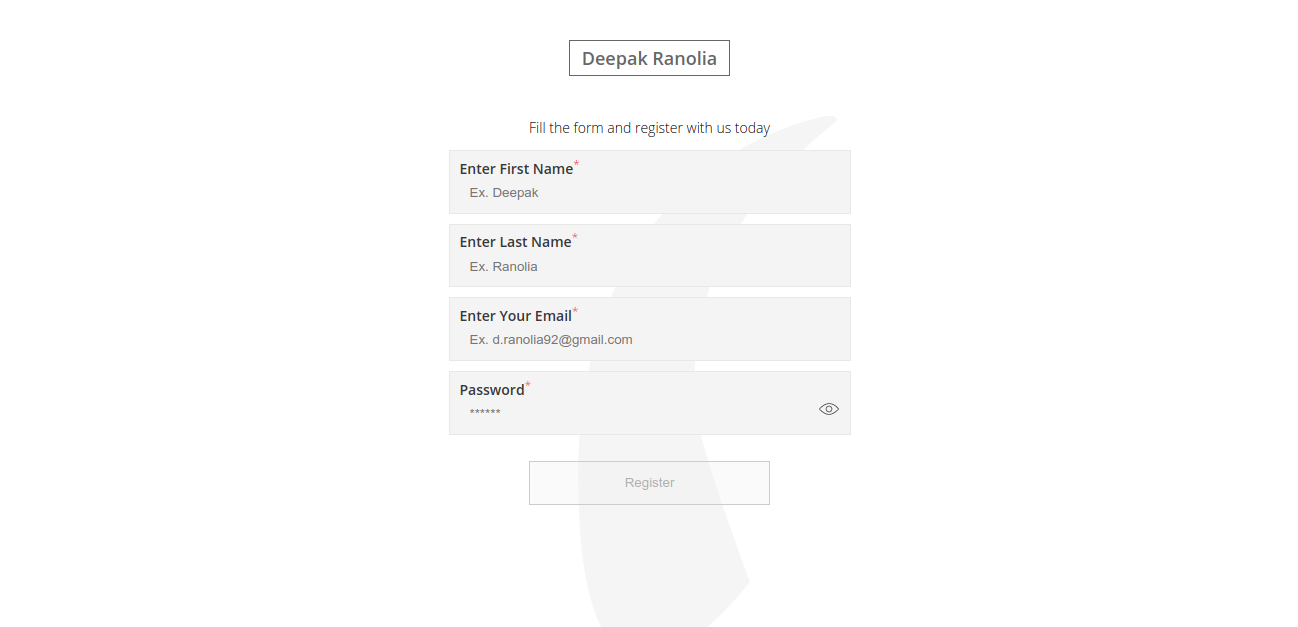 Deepak Ranolia
Fill the form and register with us today
Enter First Name*
Ex. Deepak
Enter Last Name*
Ex. Ranolia
Enter Your Email*
Ex. d.ranolia92@gmail.com
Password*
******
Register